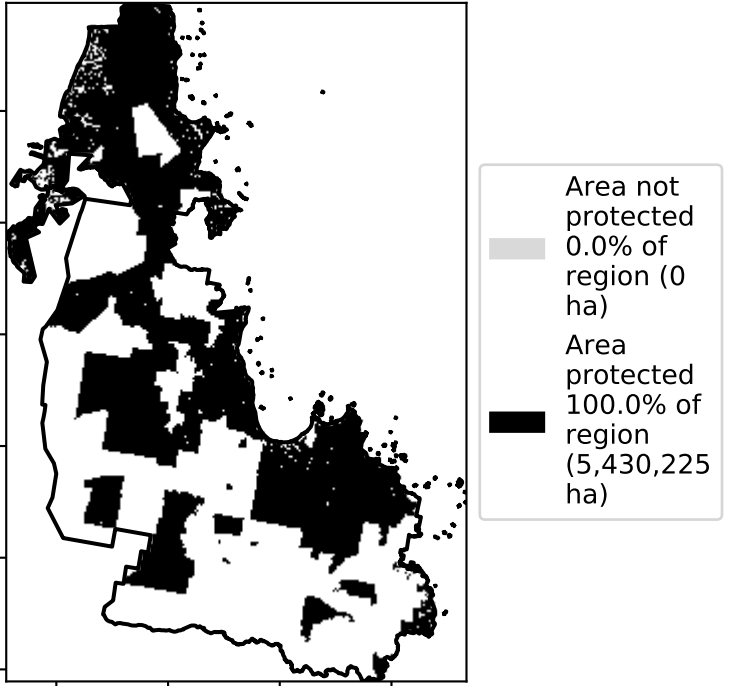 Area not
protected
0.0% of
region (0
ha)
Area
protected
100.0% of
region
(5,430,225
ha)